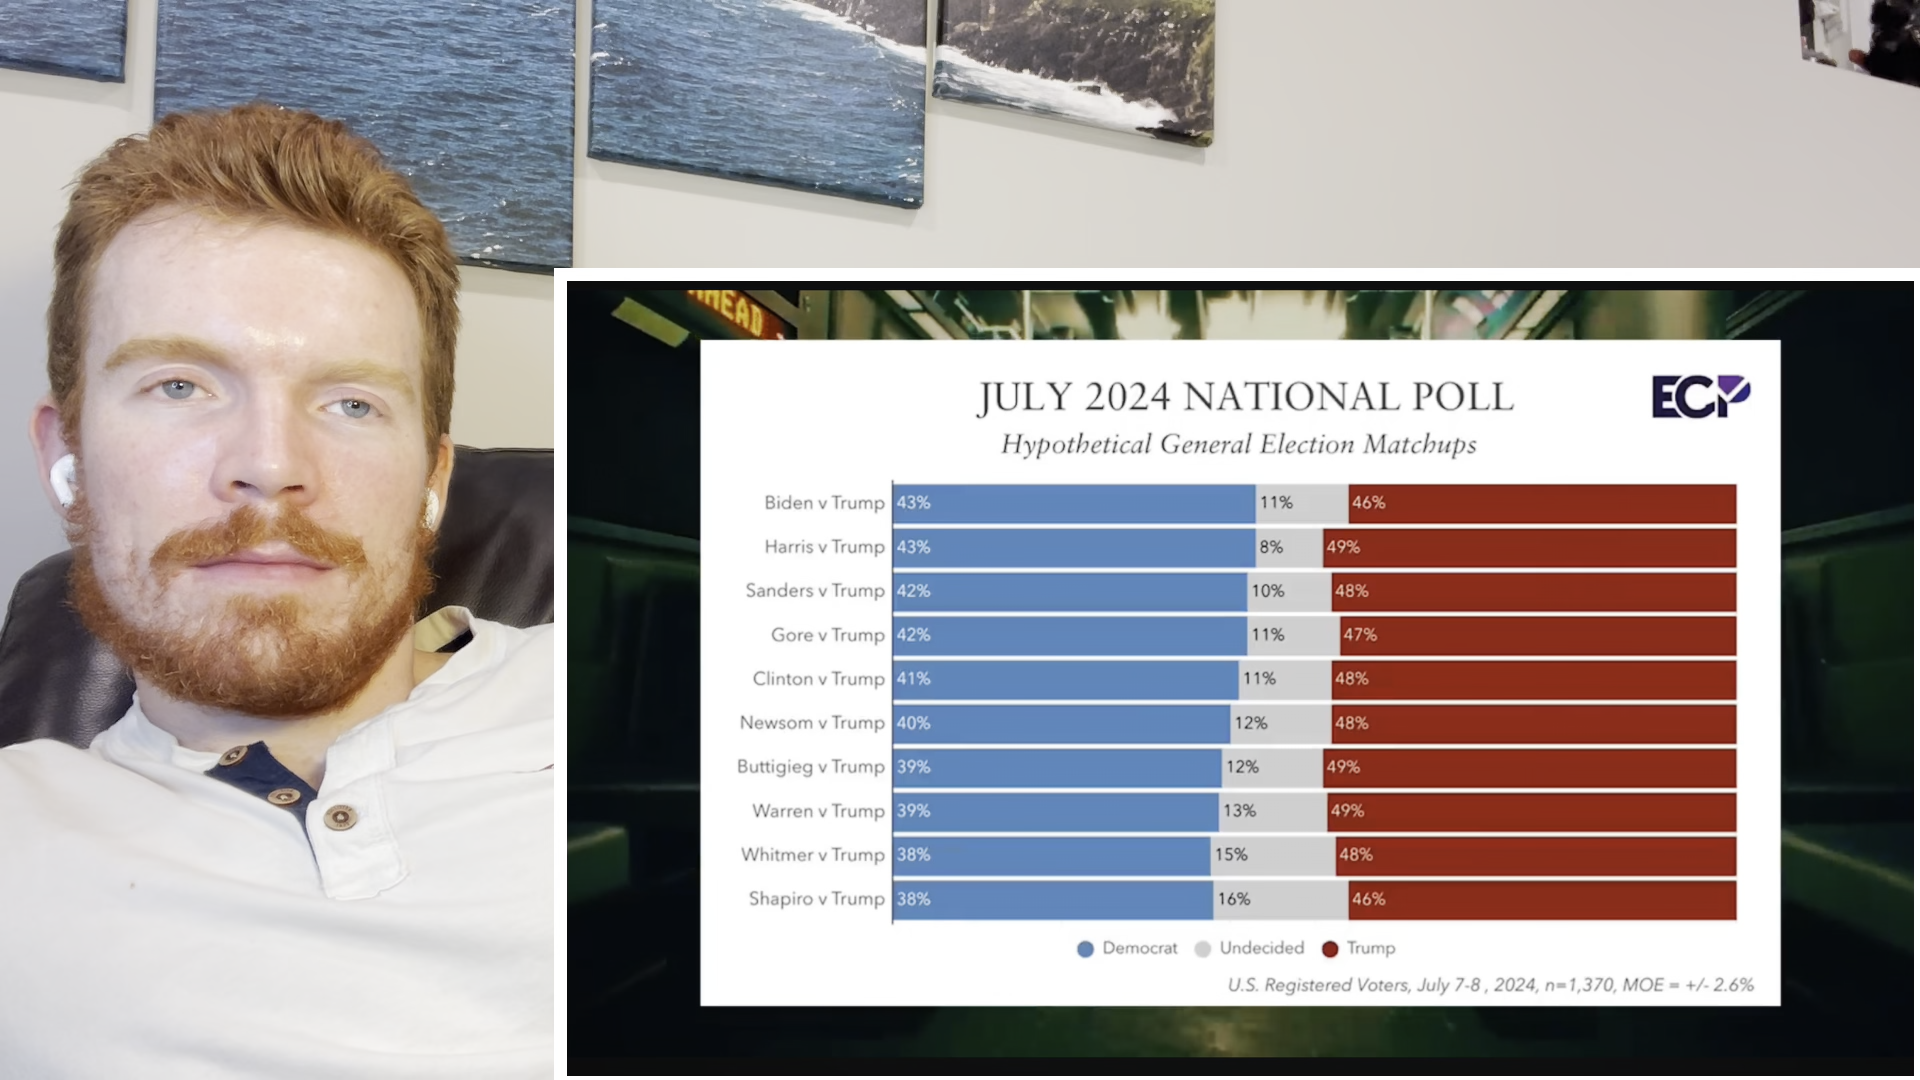 AHEAD
JULY 2024 NATIONAL POLL
ECP
Hypothetical General Election Matchups
Biden v Trump 43% 11% 46%
Harris v Trump 43% 8% 49%
Sanders v Trump 42% 10% 48%
Gore v Trump 42% 11% 47%
Clinton v Trump 41% 11% 48%
Newsom v Trump 40% 12% 48%
Buttigieg v Trump 39% 12% 49%
Warren v Trump 39% 13% 49%
Whitmer v Trump 38% 15% 48%
Shapiro v Trump 38% 16% 46%
Democrat Undecided Trump
U.S. Registered Voters, July 7-8 , 2024, n=1,370, MOE = +/- 2.6%